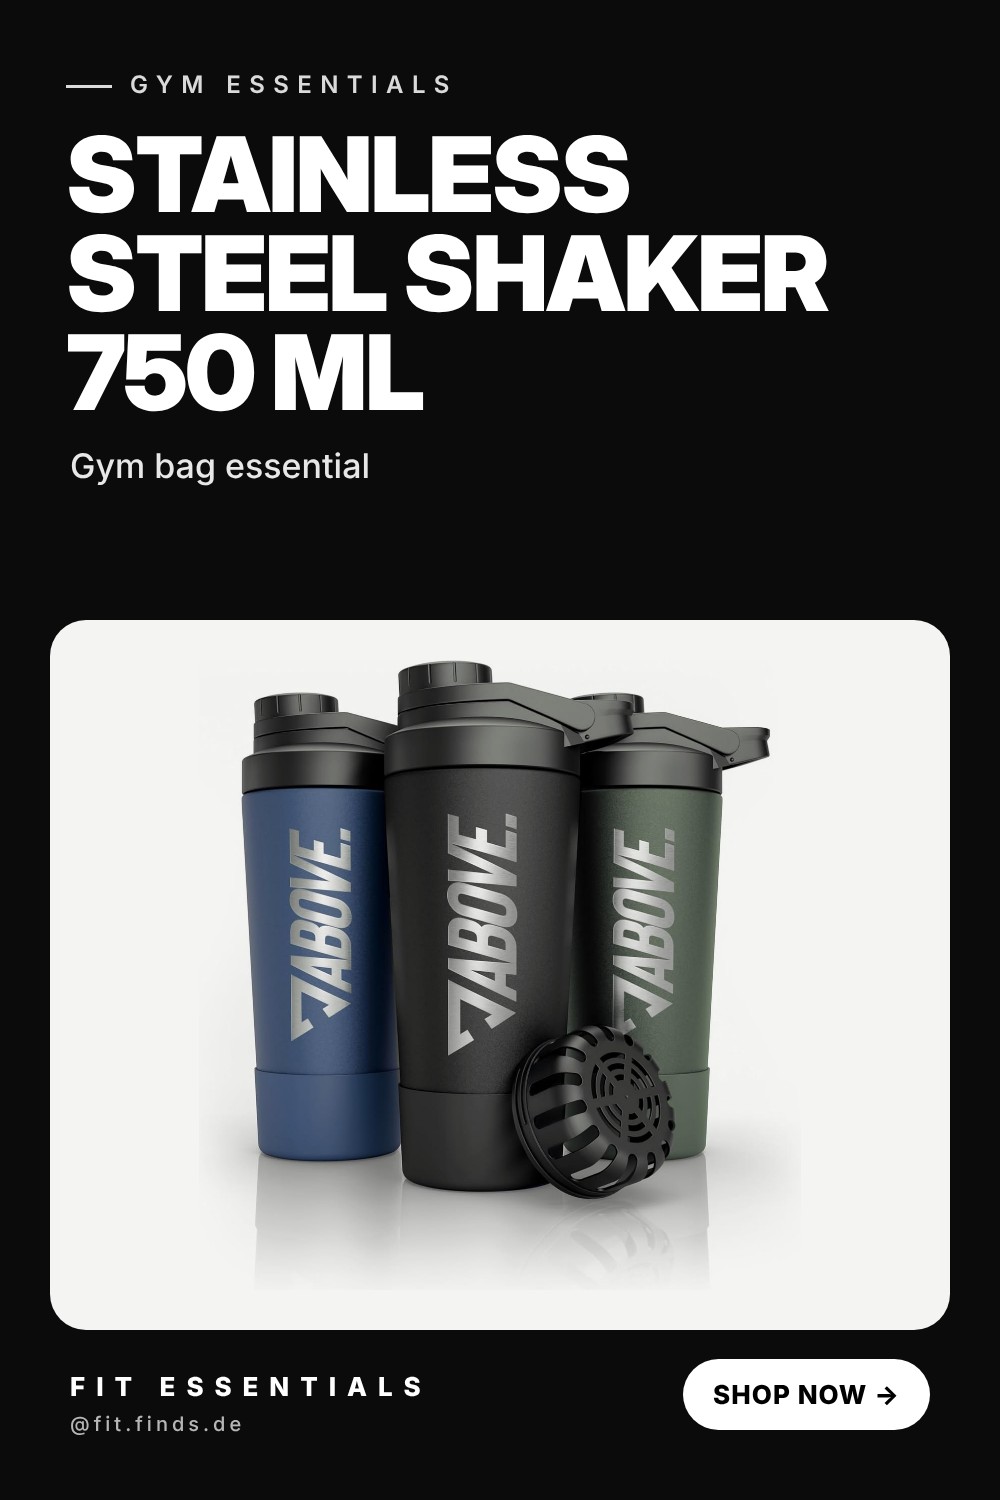 GYM ESSENTIALS
STAINLESS
STEEL SHAKER
750 ML
Gym bag essential
ABOVE.
ABOVE.
ABOVE.
FIT ESSENTIALS
@fit.finds.de
SHOP NOW →